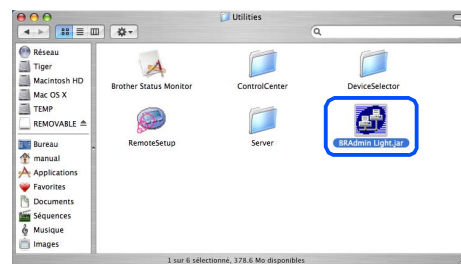 Utilities
Réseau
Tiger
Macintosh HD
Mac OS X
TEMP
REMOVABLE
Bureau
manual
Applications
Favorites
Documents
Séquences
Musique
Images
Brother Status Monitor
ControlCenter
DeviceSelector
RemoteSetup
Server
BRAdmin Light.jar
1 sur 6 sélectionné, 378.6 Mo disponibles